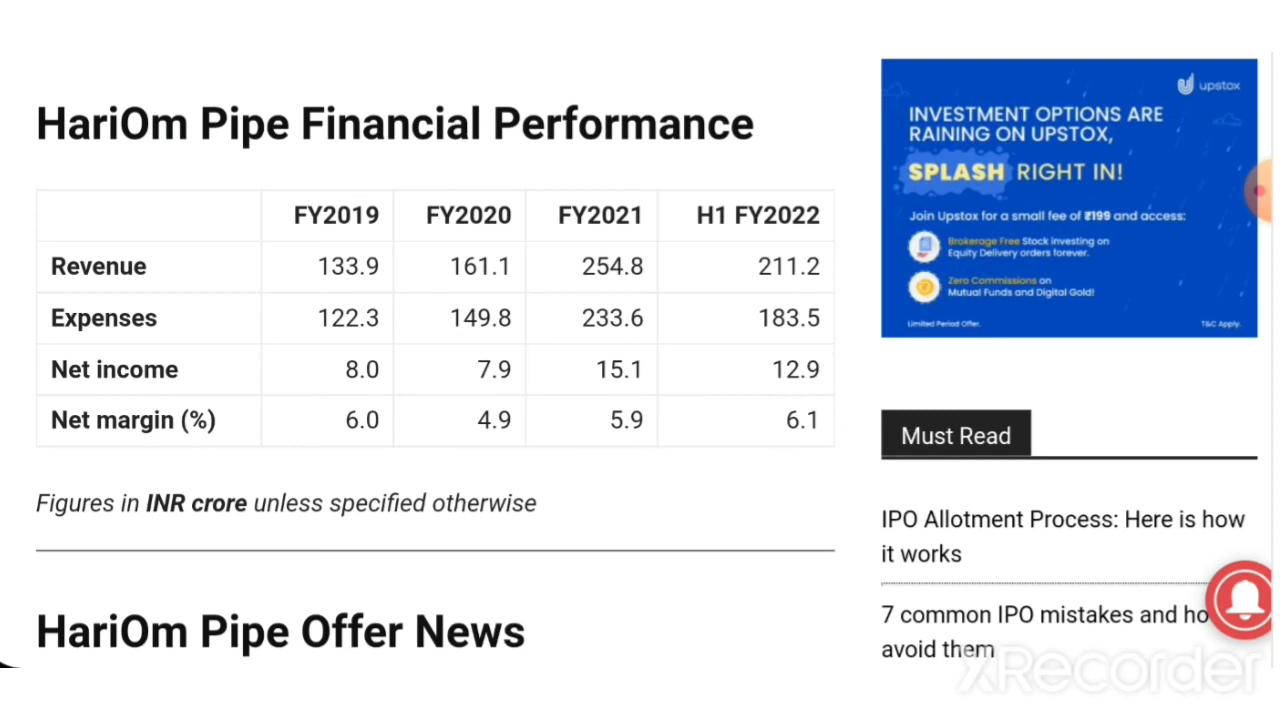 HariOm Pipe Financial Performance
FY2019 FY2020 FY2021 H1 FY2022
Revenue 133.9 161.1 254.8 211.2
Expenses 122.3 149.8 233.6 183.5
Net income 8.0 7.9 15.1 12.9
Net margin (%) 6.0 4.9 5.9 6.1
Figures in INR crore unless specified otherwise
HariOm Pipe Offer News
upstox
INVESTMENT OPTIONS ARE
RAINING ON UPSTOX,
SPLASH RIGHT IN!
Join Upstox for a small fee of ₹199 and access:
Brokerage Free Stock investing on
Equity Delivery orders forever.
Zero Commissions on
Mutual Funds and Digital Gold!
Limited Period Offer.
T&C Apply.
Must Read
IPO Allotment Process: Here is how
it works
7 common IPO mistakes and ho
avoid them
XRecorder